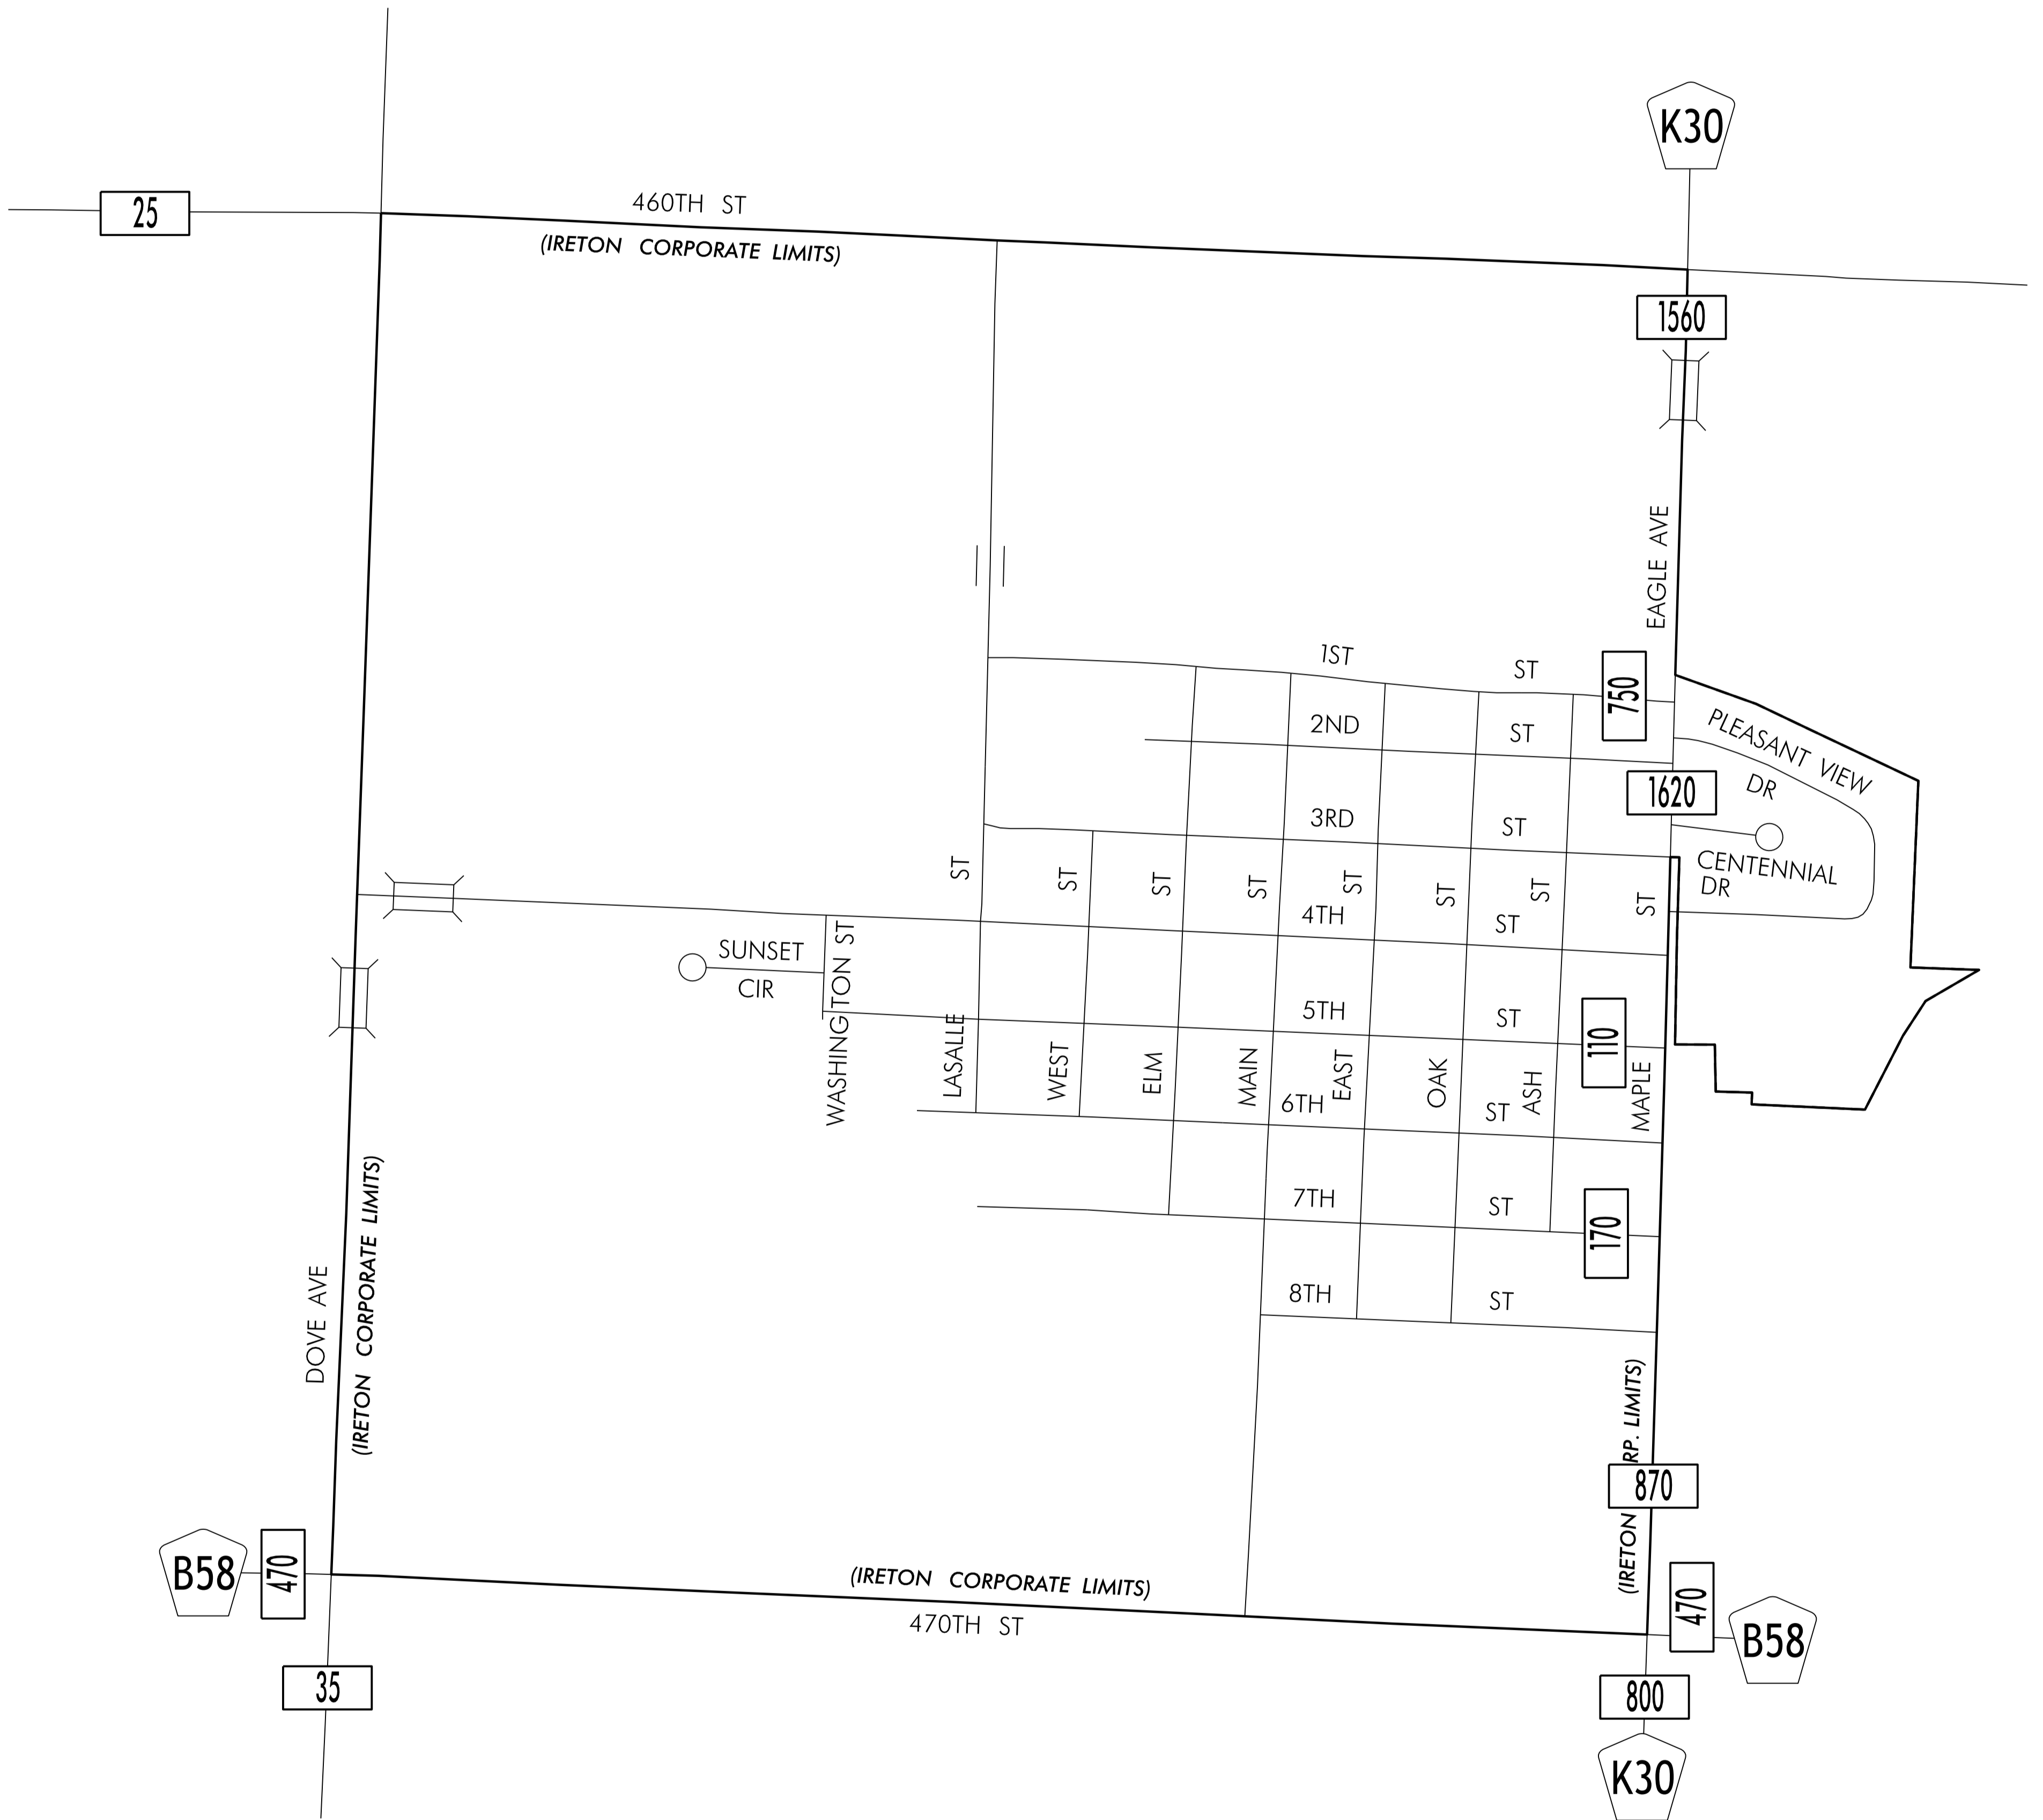 K30
25
460TH ST
(IRETON CORPORATE LIMITS)
1560
EAGLE AVE
1ST ST
750
2ND ST
PLEASANT VIEW
DR
1620
3RD ST
CENTENNIAL
DR
ST
ST
ST
ST
ST
ST
ST
ST
4TH ST
SUNSET
CIR
WASHINGTON ST
5TH ST
110
LASALLE
WEST
ELM
MAIN
EAST
OAK
ASH
MAPLE
6TH ST
7TH ST
170
8TH ST
DOVE AVE
(IRETON CORPORATE LIMITS)
(IRETON RP. LIMITS)
870
B58
470
(IRETON CORPORATE LIMITS)
470TH ST
470
B58
35
800
K30